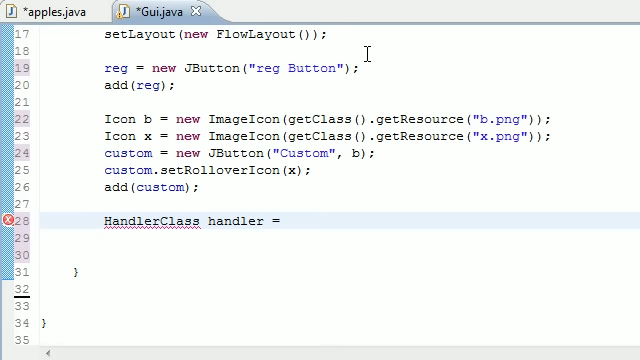 *apples.java *Gui.java
17 setLayout(new FlowLayout());
18
19 reg = new JButton("reg Button");
20 add(reg);
21
22 Icon b = new ImageIcon(getClass().getResource("b.png"));
23 Icon x = new ImageIcon(getClass().getResource("x.png"));
24 custom = new JButton("Custom", b);
25 custom.setRolloverIcon(x);
26 add(custom);
27
28 HandlerClass handler =
29
30
31 }
32
33
34 }
35